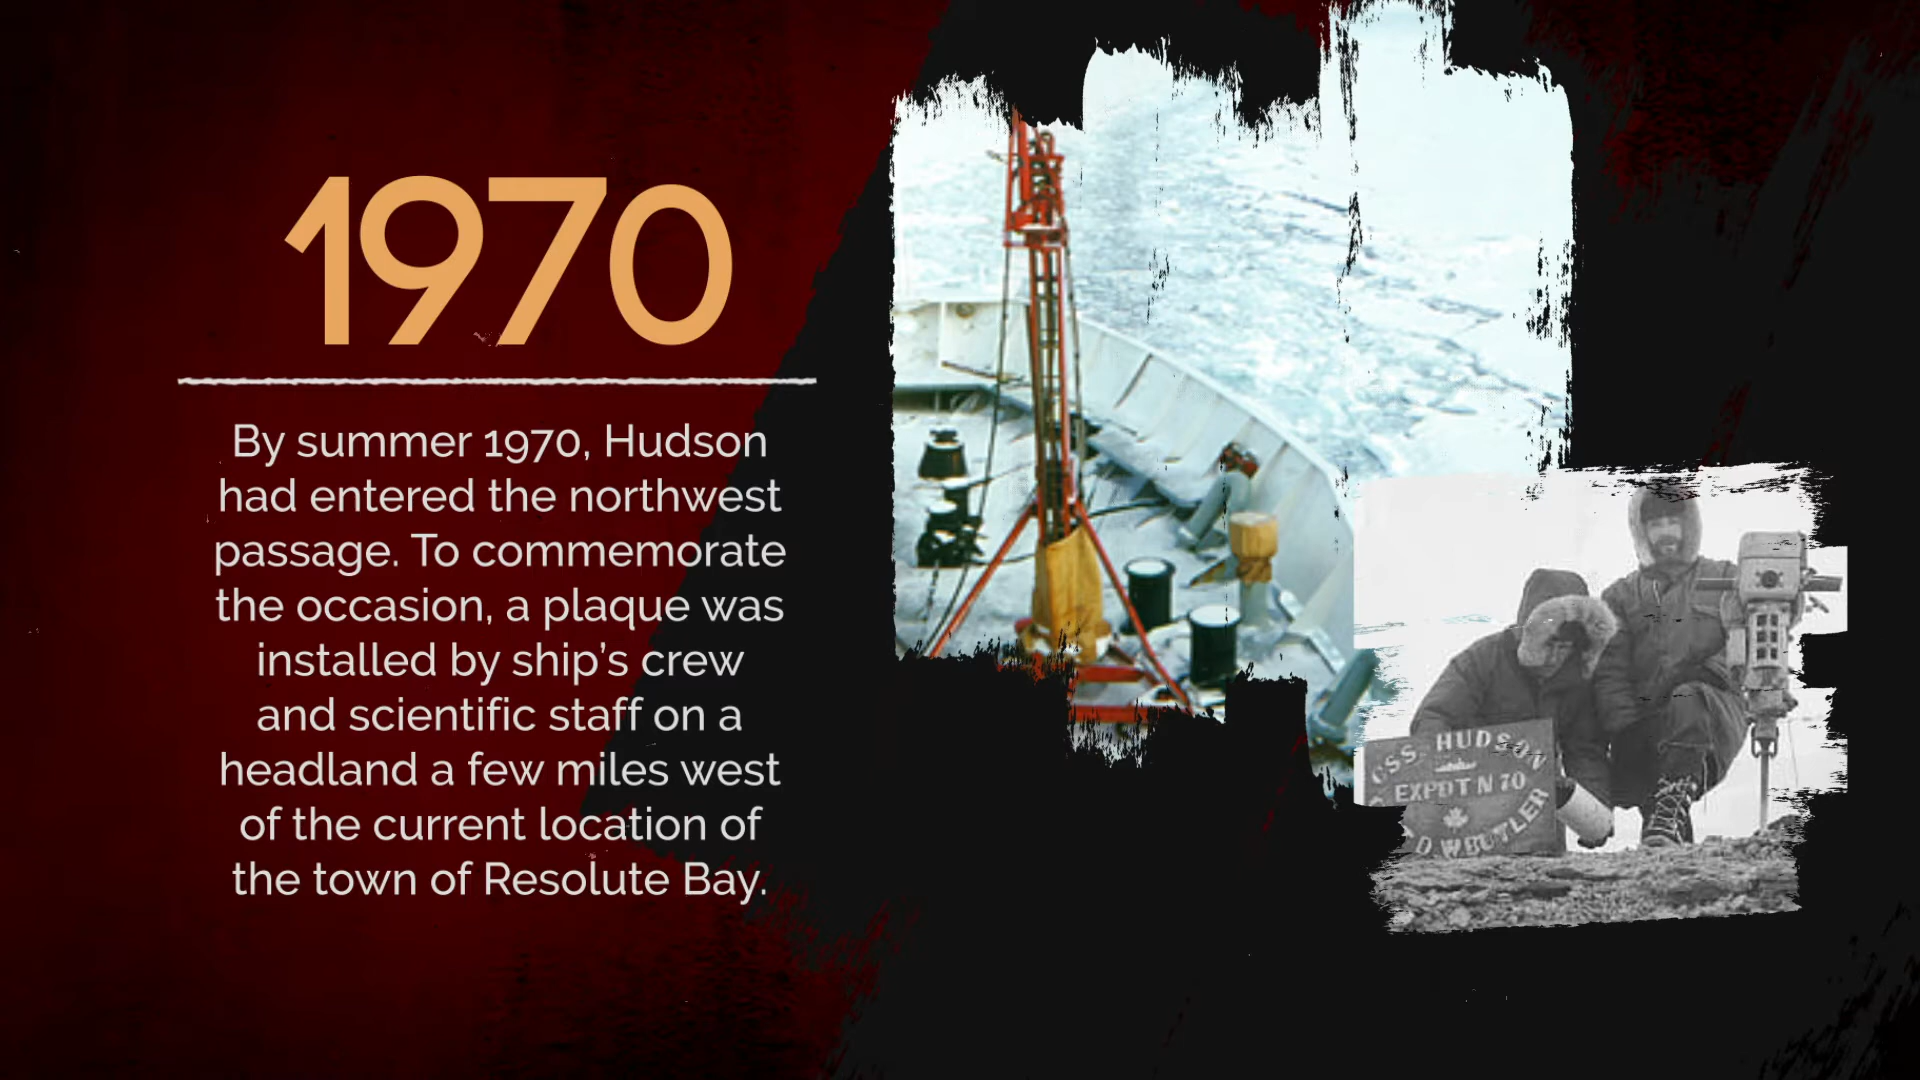 1970
By summer 1970, Hudson
had entered the northwest
passage. To commemorate
the occasion, a plaque was
installed by ship’s crew
and scientific staff on a
headland a few miles west
of the current location of
the town of Resolute Bay.
CSS. HUDSON
EXPDTN 70
D W BUTLER